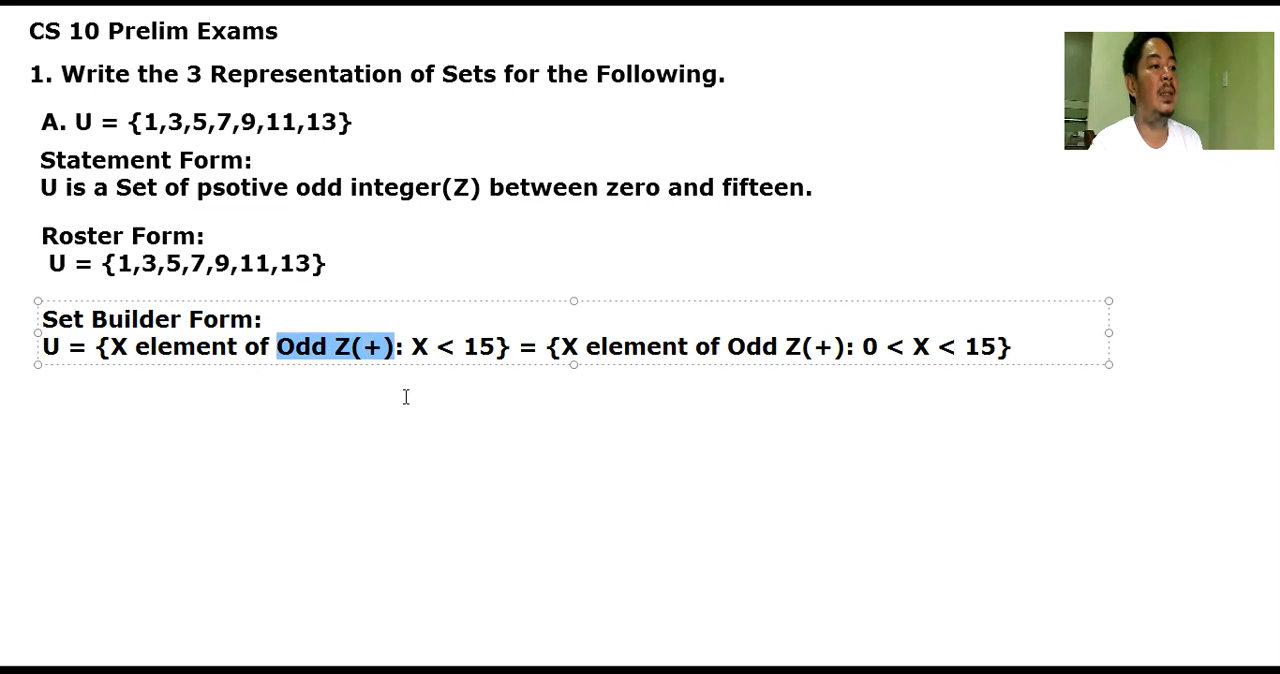 CS 10 Prelim Exams
1. Write the 3 Representation of Sets for the Following.
A. U = {1,3,5,7,9,11,13}
Statement Form:
U is a Set of psotive odd integer(Z) between zero and fifteen.
Roster Form:
U = {1,3,5,7,9,11,13}
Set Builder Form:
U = {X element of Odd Z(+): X < 15} = {X element of Odd Z(+): 0 < X < 15}